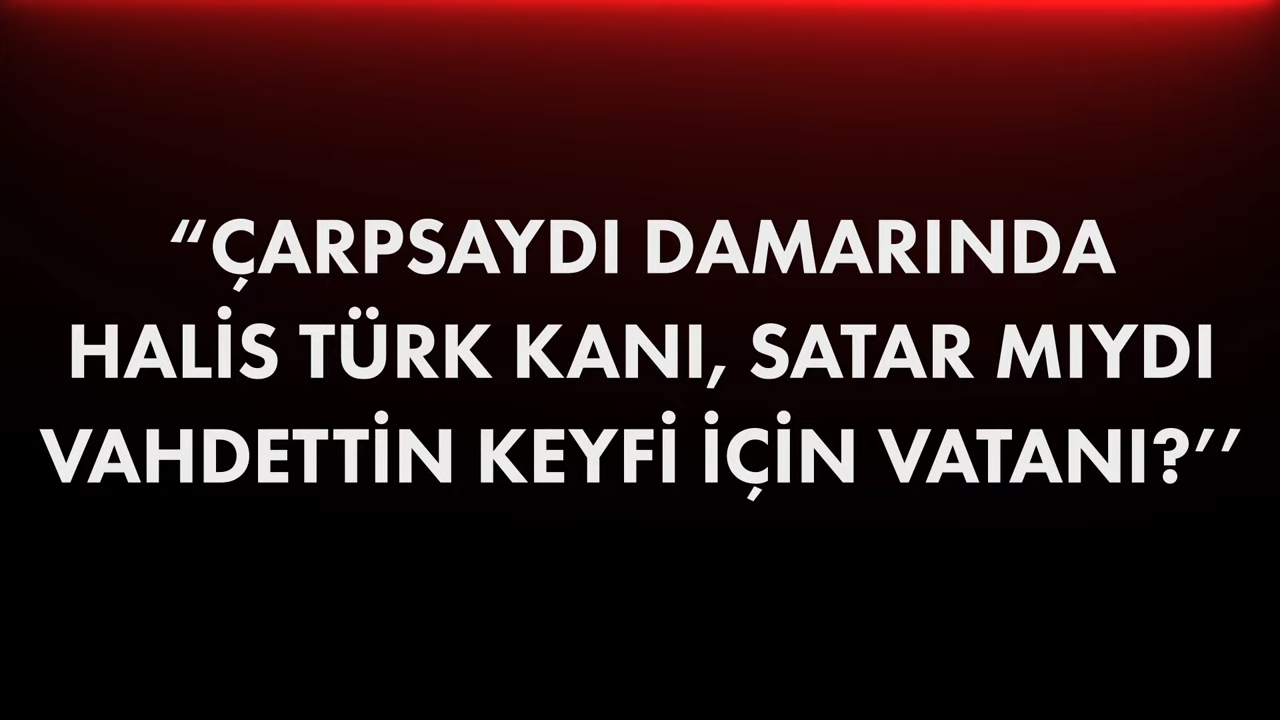 “ÇARPSAYDI DAMARINDA
HALİS TÜRK KANI, SATAR MIYDI
VAHDETTİN KEYFİ İÇİN VATANI?’’